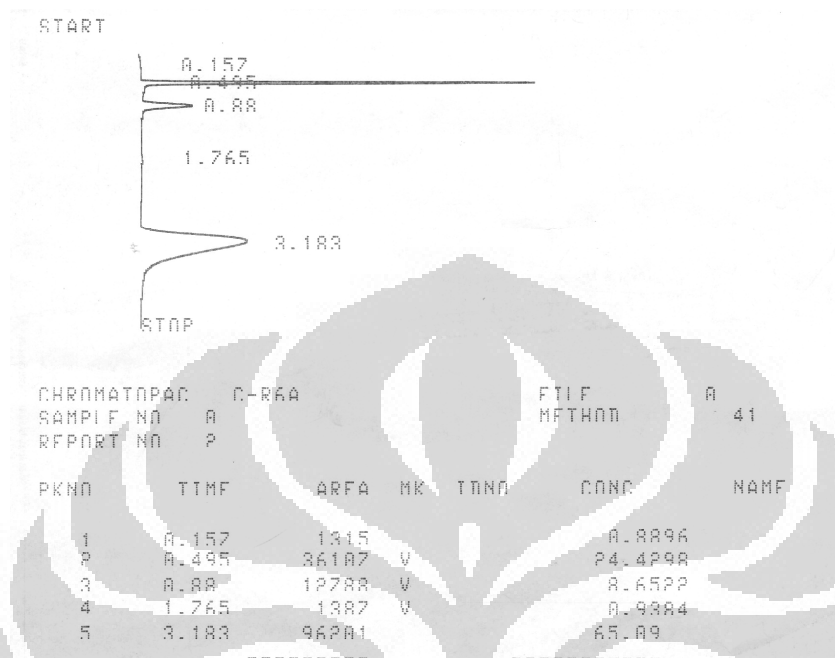 START
0.157
0.495
0.88
1.765
3.183
STOP
CHROMATOPAC C-R6A FILE 0
SAMPLE NO 0 METHOD 41
REPORT NO 2
PKNO TIME AREA MK IDNO CONC NAME
1 0.157 1315 0.8896
2 0.495 36107 V 24.4298
3 0.88 12788 V 8.6522
4 1.765 1387 V 0.9384
5 3.183 96201 65.09